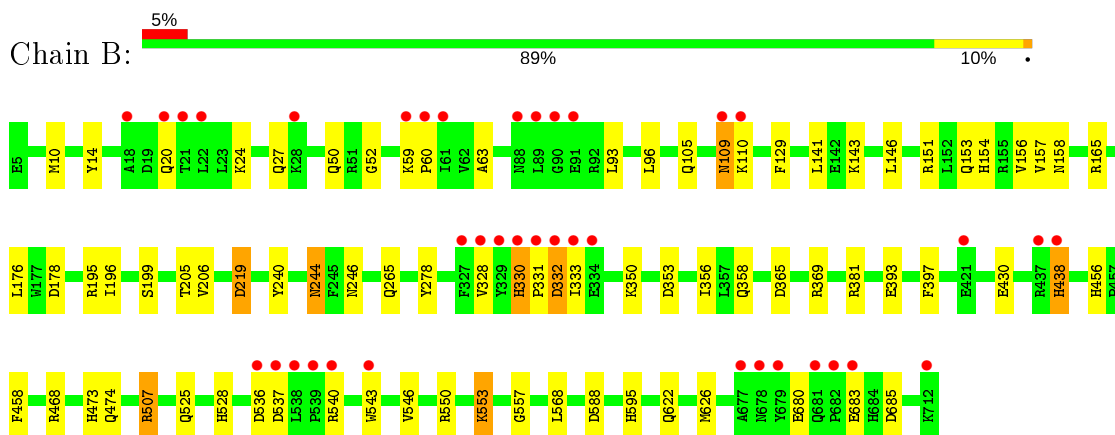 5%
Chain B:
89% 10% •
E5 M10 Y14 A18 D19 Q20 T21 L22 L23 K24 Q27 K28 Q50 R51 G52 K59 P60 I61 V62 A63 N88 L89 G90 E91 R92 L93 L96 Q105 N109 K110 F129 L141 E142 K143 L146 R151 L152 Q153 H154 R155 V156 V157 N158 R165
L176 W177 D178 R195 I196 S199 T205 V206 D219 Y240 N244 F245 N246 Q265 Y278 F327 V328 Y329 H330 P331 D332 I333 E334 K350 D353 I356 L357 Q358 D365 R369 R381 E393 F397 E421 E430 R437 H438 H456 P457
F458 R468 H473 Q474 R507 Q525 H528 D536 D537 L538 P539 R540 W543 V546 R550 K553 G557 L568 D588 H595 Q622 M626 A677 N678 Y679 E680 Q681 P682 E683 H684 D685 K712